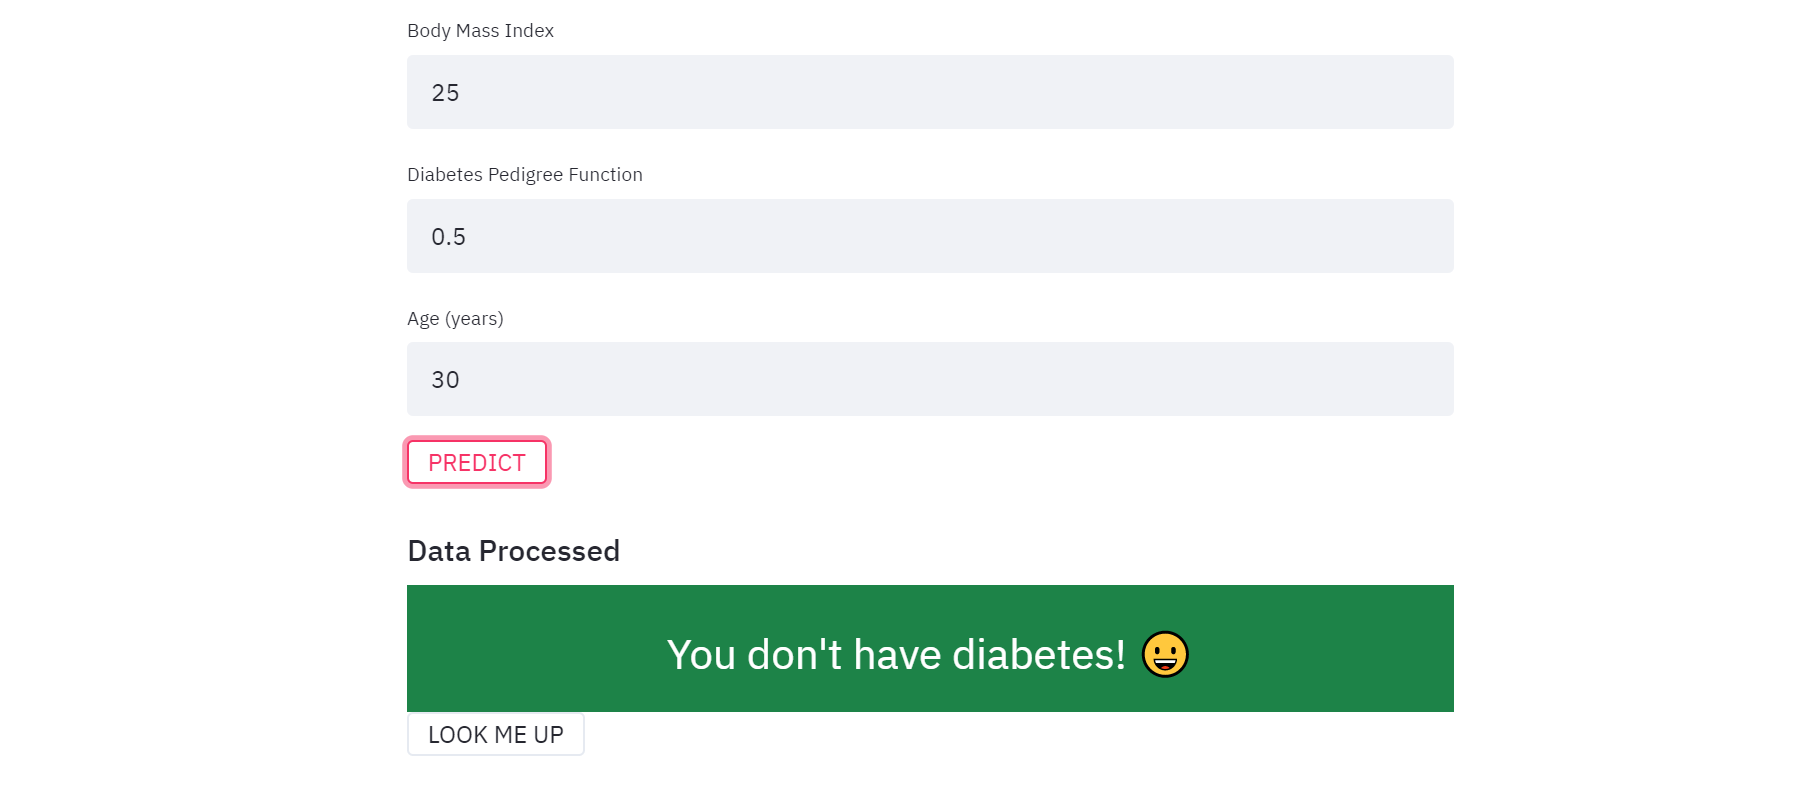 Body Mass Index
25
Diabetes Pedigree Function
0.5
Age (years)
30
PREDICT
Data Processed
You don't have diabetes! 😀
LOOK ME UP